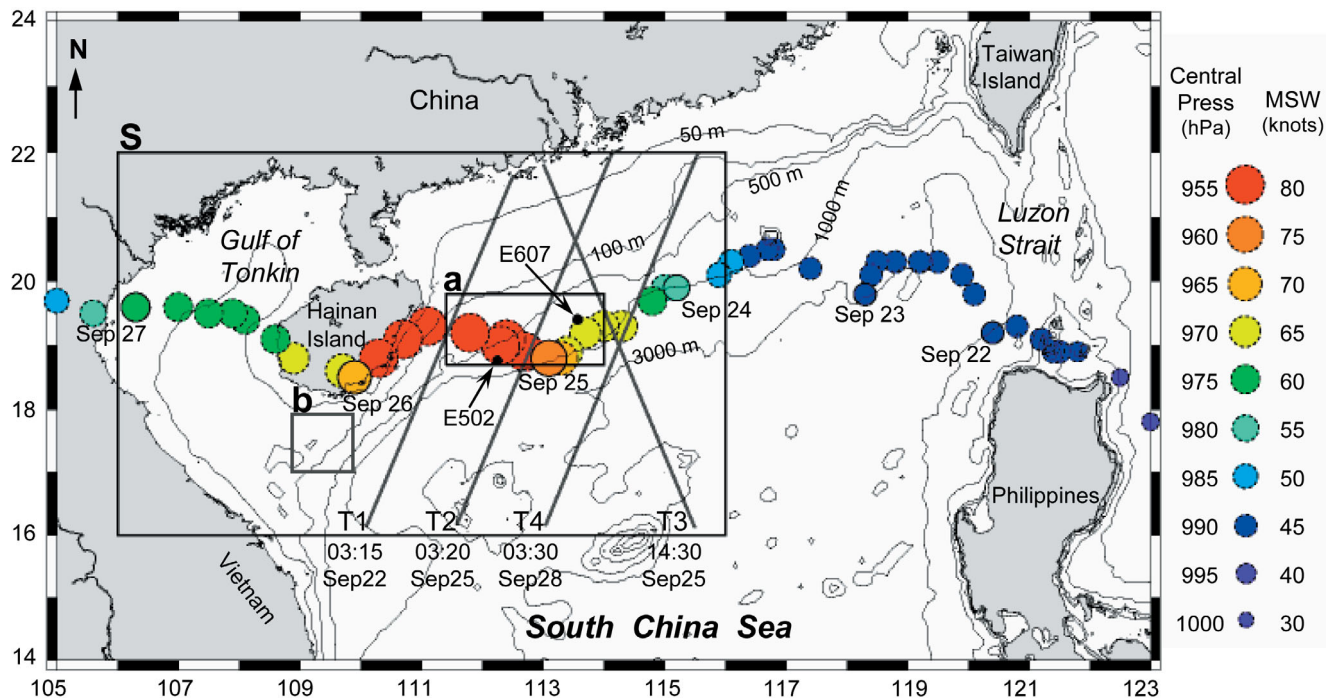 24
22
20
18
16
14
105
107
109
111
113
115
117
119
121
123
N
China
Taiwan
Island
S
50 m
500 m
1000 m
100 m
3000 m
Luzon
Strait
Gulf of
Tonkin
E607
a
Hainan
Island
Sep 24
Sep 23
Sep 27
Sep 22
Sep 25
Sep 26
E502
b
Philippines
T1
T2
T4
T3
03:15
03:20
03:30
14:30
Sep22
Sep25
Sep28
Sep25
Vietnam
South China Sea
Central
Press
(hPa)
MSW
(knots)
955 80
960 75
965 70
970 65
975 60
980 55
985 50
990 45
995 40
1000 30